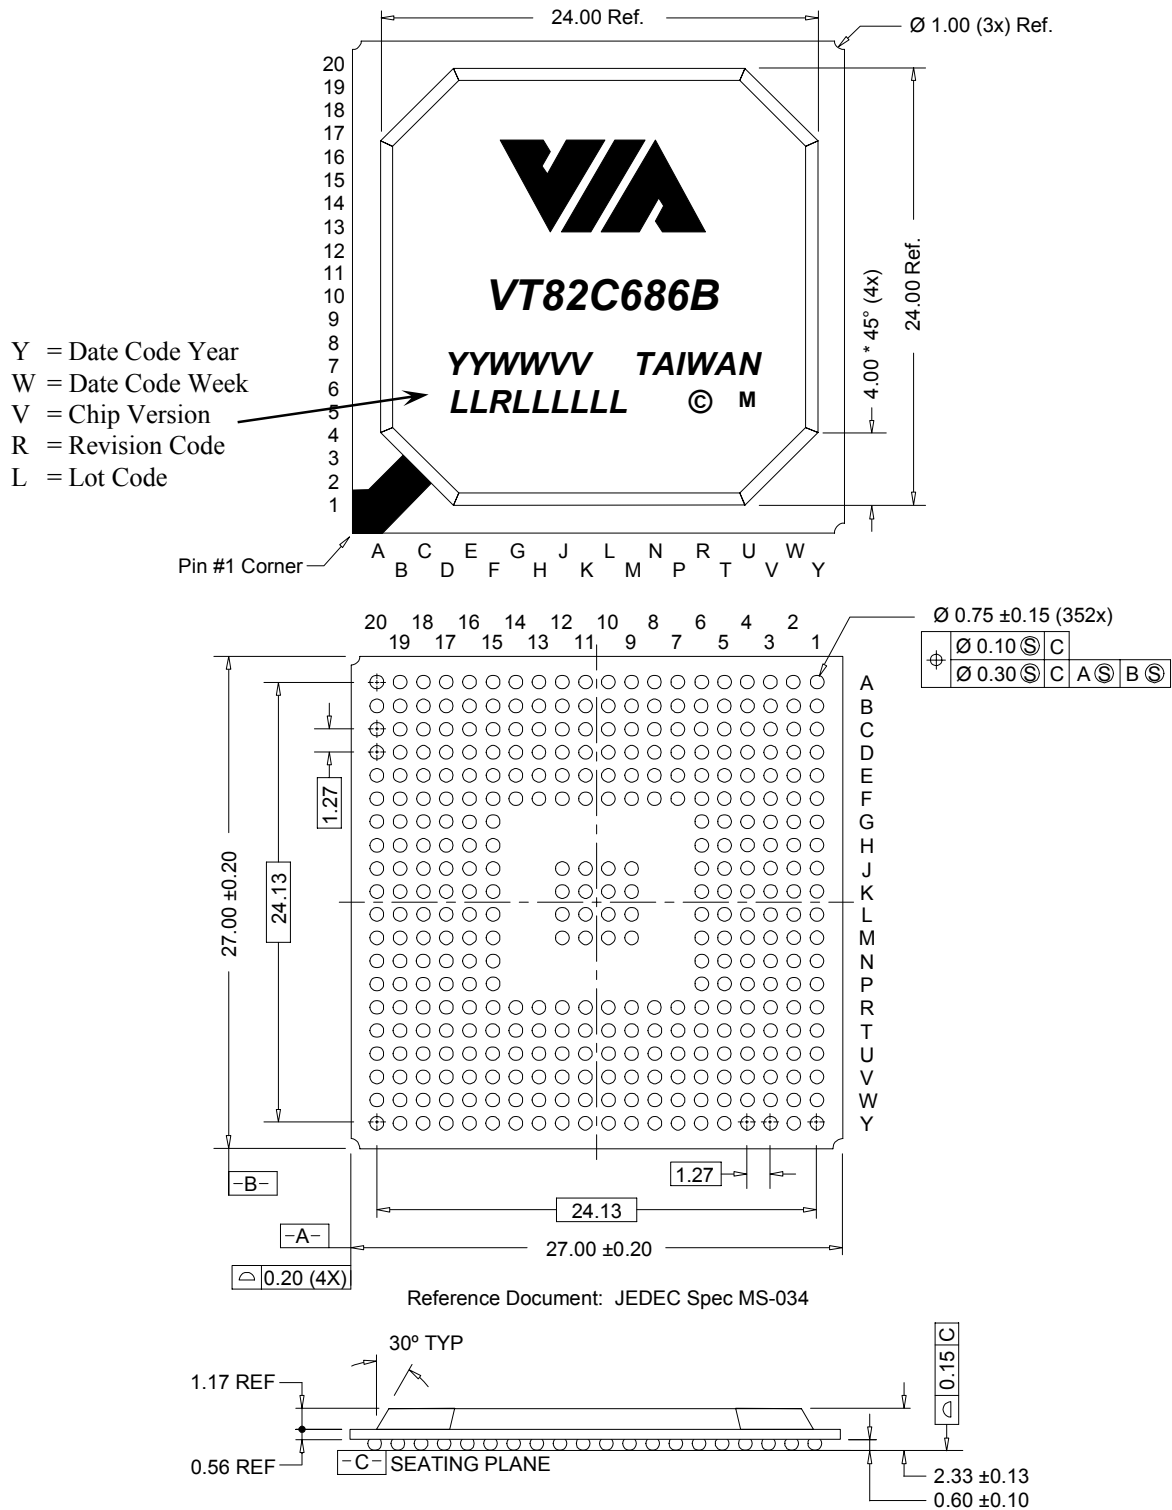 24.00 Ref.
Ø 1.00 (3x) Ref.
20
19
18
17
16
15
14
13
12
11
10
9
8
7
6
5
4
3
2
1
VIA
VT82C686B
YYWWVV TAIWAN
LLRLLLLLL © M
4.00 * 45° (4x)
24.00 Ref.
Y = Date Code Year
W = Date Code Week
V = Chip Version
R = Revision Code
L = Lot Code
Pin #1 Corner
A C E G J L N R U W
B D F H K M P T V Y
20 18 16 14 12 10 8 6 4 2
19 17 15 13 11 9 7 5 3 1
Ø 0.75 ±0.15 (352x)
Ø 0.10 Ⓢ C
Ø 0.30 Ⓢ C A Ⓢ B Ⓢ
A
B
C
D
E
F
G
H
J
K
L
M
N
P
R
T
U
V
W
Y
1.27
24.13
27.00 ±0.20
-B-
1.27
24.13
-A-
27.00 ±0.20
0.20 (4X)
Reference Document: JEDEC Spec MS-034
30º TYP
1.17 REF
0.15 C
0.56 REF
-C- SEATING PLANE
2.33 ±0.13
0.60 ±0.10